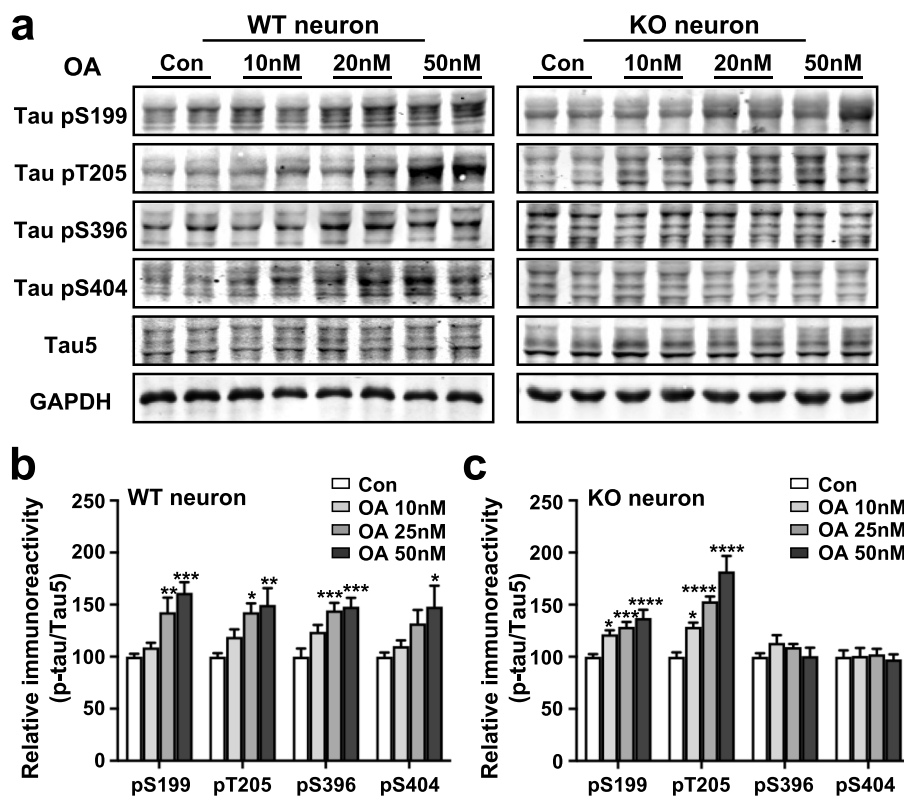 a
WT neuron
KO neuron
OA
Con 10nM 20nM 50nM
Con 10nM 20nM 50nM
Tau pS199
Tau pT205
Tau pS396
Tau pS404
Tau5
GAPDH
b
WT neuron
Relative immunoreactivity
(p-tau/Tau5)
250
200
150
100
50
0
Con
OA 10nM
OA 25nM
OA 50nM
** ***
* **
*** ***
*
pS199 pT205 pS396 pS404
c
KO neuron
Relative immunoreactivity
(p-tau/Tau5)
250
200
150
100
50
0
Con
OA 10nM
OA 25nM
OA 50nM
* *** ****
* **** ****
pS199 pT205 pS396 pS404